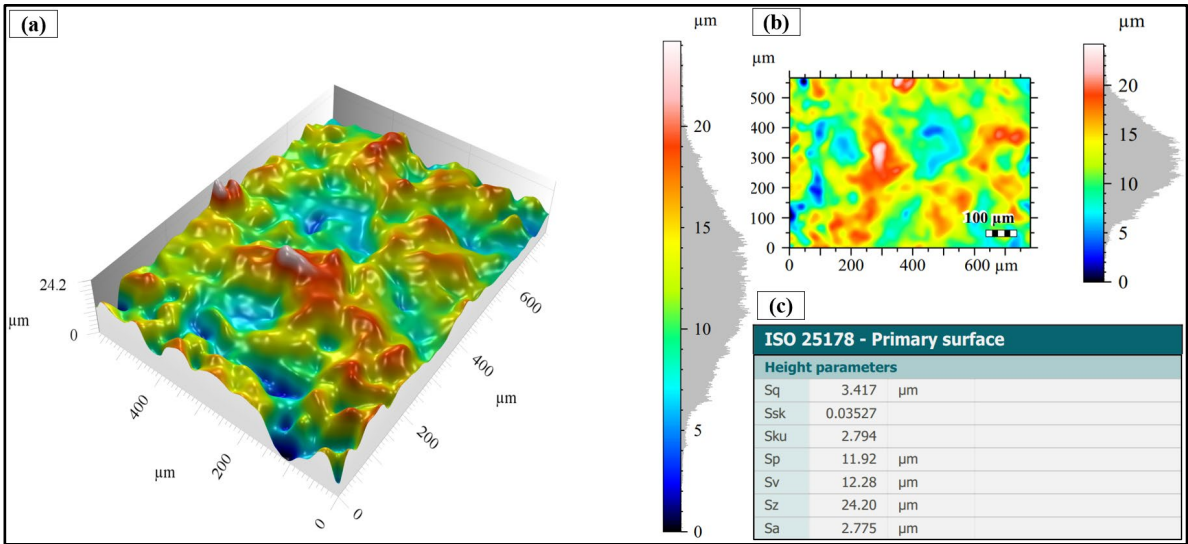 (a)
µm
20
15
10
5
0
24.2
µm
0
400
200
0
µm
0
200
400
600
µm
(b)
µm
500
400
300
200
100
0
0
200
400
600 µm
100 µm
µm
20
15
10
5
0
(c)
ISO 25178 - Primary surface
Height parameters
Sq 3.417 µm
Ssk 0.03527
Sku 2.794
Sp 11.92 µm
Sv 12.28 µm
Sz 24.20 µm
Sa 2.775 µm